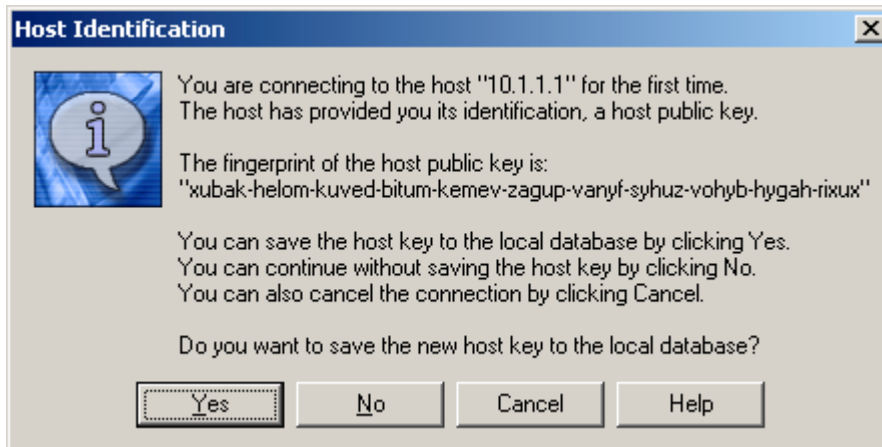 Host Identification
You are connecting to the host "10.1.1.1" for the first time.
The host has provided you its identification, a host public key.
The fingerprint of the host public key is:
"xubak-helom-kuved-bitum-kemev-zagup-vanyf-syhuz-vohyb-hygah-rixux"
You can save the host key to the local database by clicking Yes.
You can continue without saving the host key by clicking No.
You can also cancel the connection by clicking Cancel.
Do you want to save the new host key to the local database?
Yes No Cancel Help